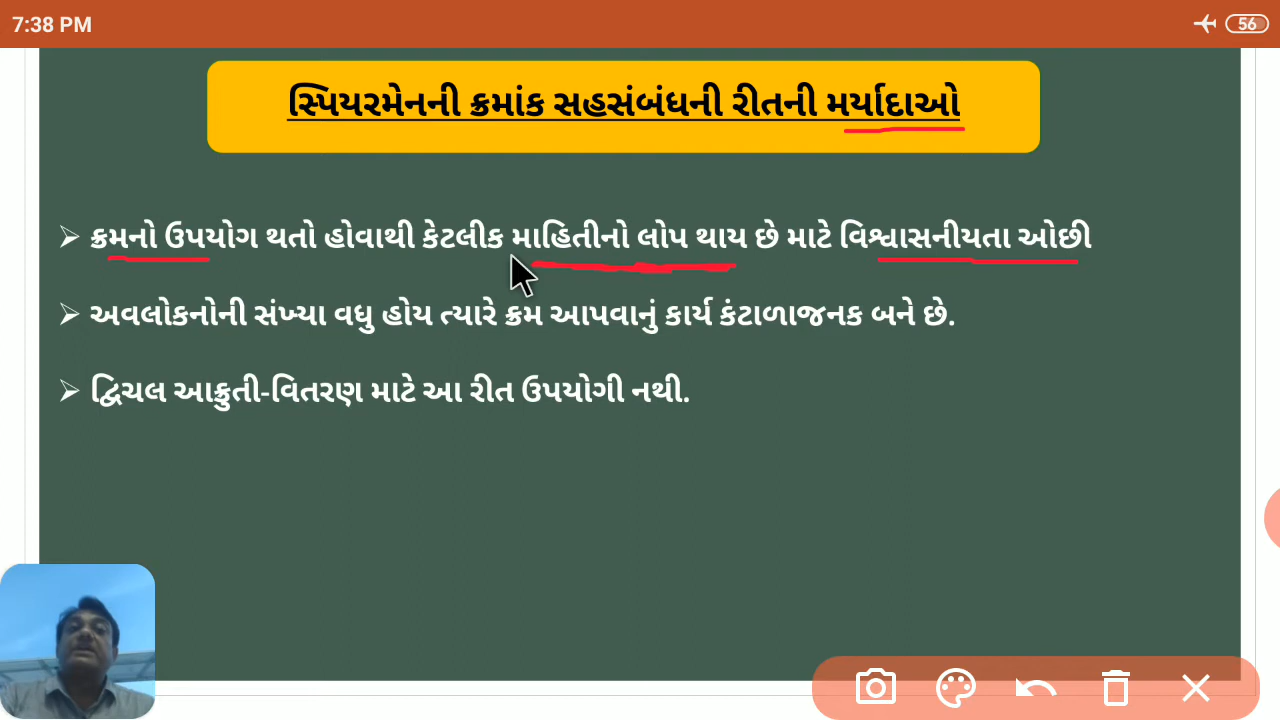 7:38 PM
56
સ્પિયરમેનની ક્રમાંક સહસંબંધની રીતની મર્યાદાઓ
ક્રમનો ઉપયોગ થતો હોવાથી કેટલીક માહિતીનો લોપ થાય છે માટે વિશ્વાસનીયતા ઓછી
અવલોકનોની સંખ્યા વધુ હોય ત્યારે ક્રમ આપવાનું કાર્ય કંટાળાજનક બને છે.
દ્વિચલ આક્રુતી-વિતરણ માટે આ રીત ઉપયોગી નથી.